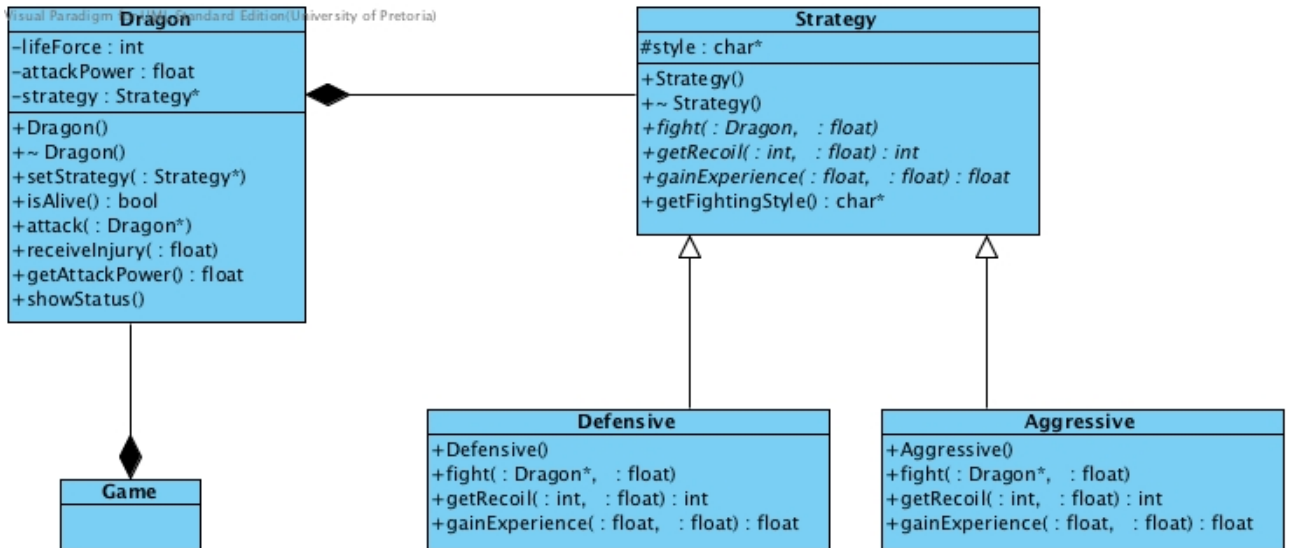 Visual Paradigm for UML Standard Edition(University of Pretoria)
Dragon
-lifeForce : int
-attackPower : float
-strategy : Strategy*
+Dragon()
+~ Dragon()
+setStrategy( : Strategy*)
+isAlive() : bool
+attack( : Dragon*)
+receiveInjury( : float)
+getAttackPower() : float
+showStatus()
Strategy
#style : char*
+Strategy()
+~ Strategy()
+fight( : Dragon, : float)
+getRecoil( : int, : float) : int
+gainExperience( : float, : float) : float
+getFightingStyle() : char*
Game
Defensive
+Defensive()
+fight( : Dragon*, : float)
+getRecoil( : int, : float) : int
+gainExperience( : float, : float) : float
Aggressive
+Aggressive()
+fight( : Dragon*, : float)
+getRecoil( : int, : float) : int
+gainExperience( : float, : float) : float